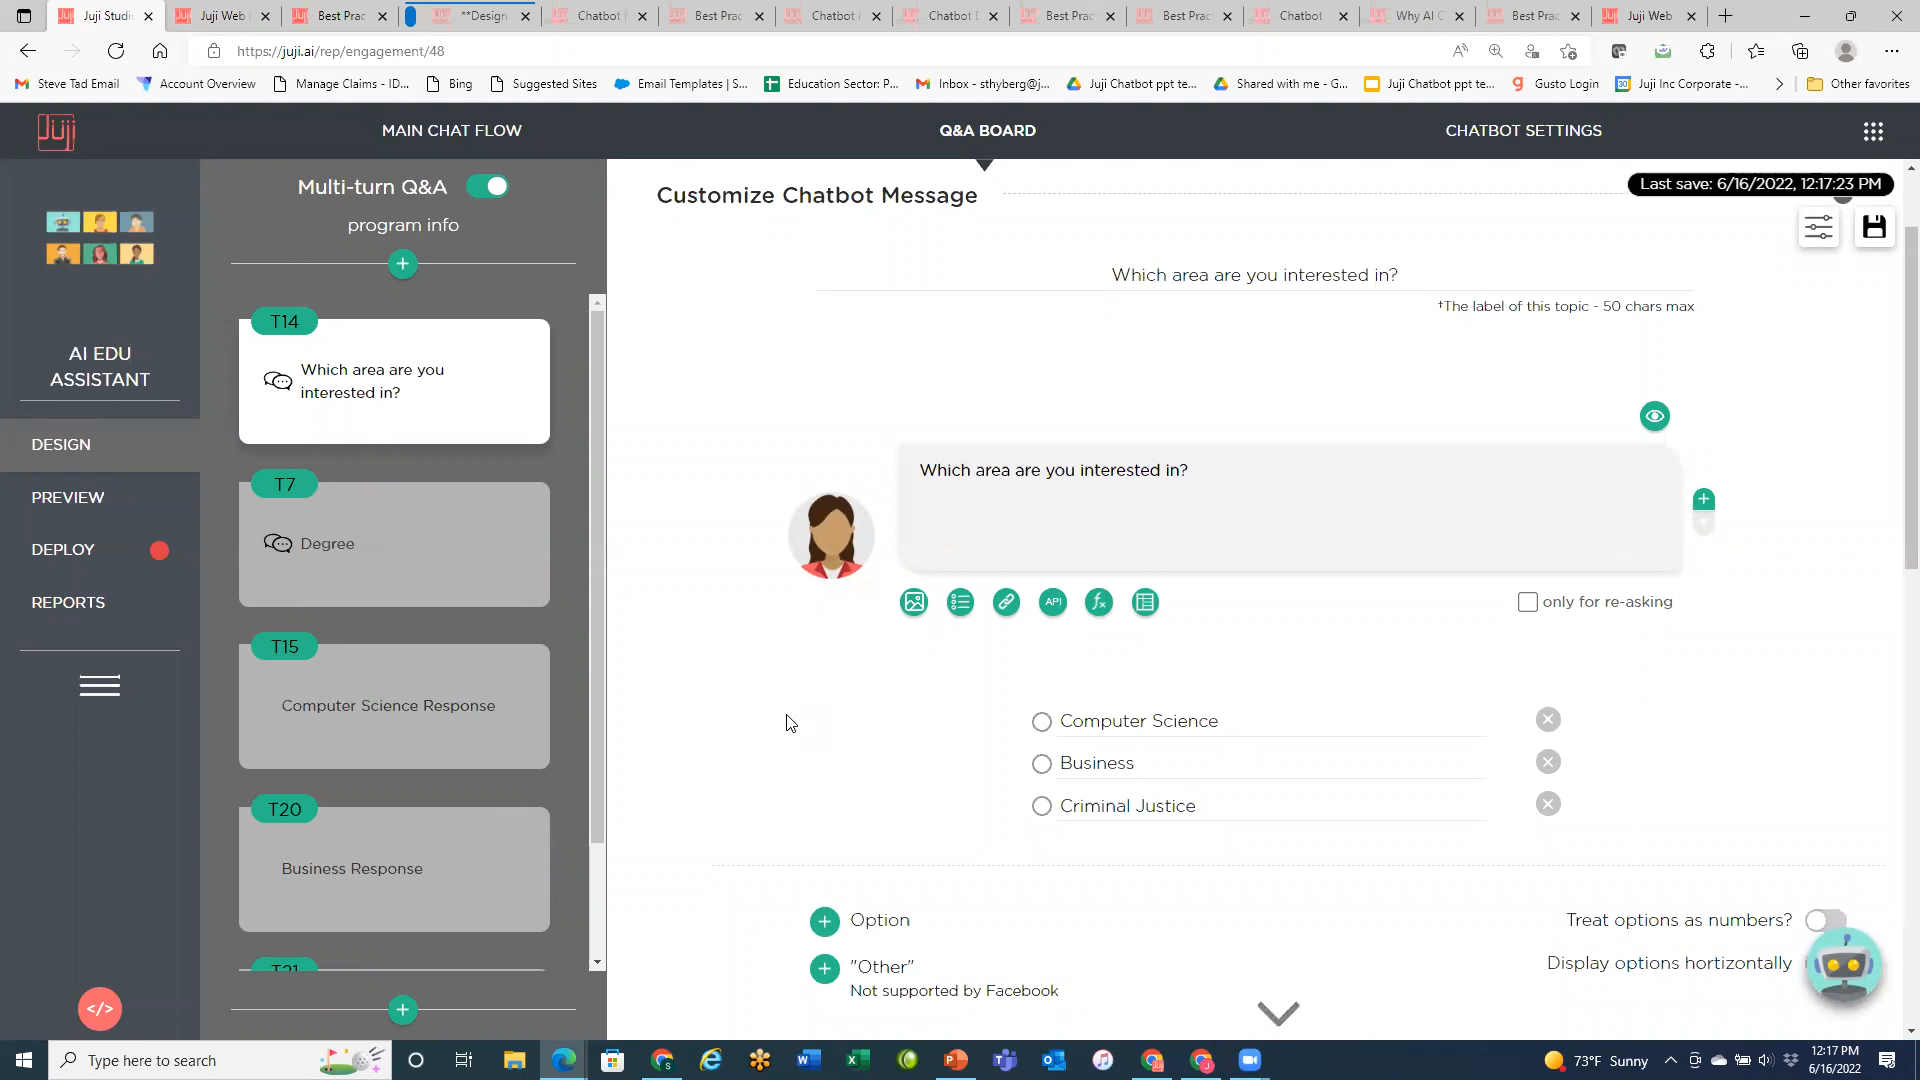 Juji Studi
Juji Web
Best Prac
**Design
Chatbot
Best Prac
Chatbot
Chatbot
Best Prac
Best Prac
Chatbot
Why AI C
Best Prac
Juji Web
https://juji.ai/rep/engagement/48
Steve Tad Email
Account Overview
Manage Claims - ID...
Bing
Suggested Sites
Email Templates | S...
Education Sector: P...
Inbox - sthyberg@j...
Juji Chatbot ppt te...
Shared with me - G...
Juji Chatbot ppt te...
Gusto Login
Juji Inc Corporate -...
Other favorites
Juji
MAIN CHAT FLOW
Q&A BOARD
CHATBOT SETTINGS
AI EDU
ASSISTANT
DESIGN
PREVIEW
DEPLOY
REPORTS
</>
Multi-turn Q&A
program info
T14
Which area are you
interested in?
T7
Degree
T15
Computer Science Response
T20
Business Response
T21
Customize Chatbot Message
Last save: 6/16/2022, 12:17:23 PM
Which area are you interested in?
†The label of this topic - 50 chars max
Which area are you interested in?
API
fx
only for re-asking
Computer Science
Business
Criminal Justice
Option
Treat options as numbers?
"Other"
Not supported by Facebook
Display options hortizontally
Type here to search
73°F Sunny
12:17 PM
6/16/2022